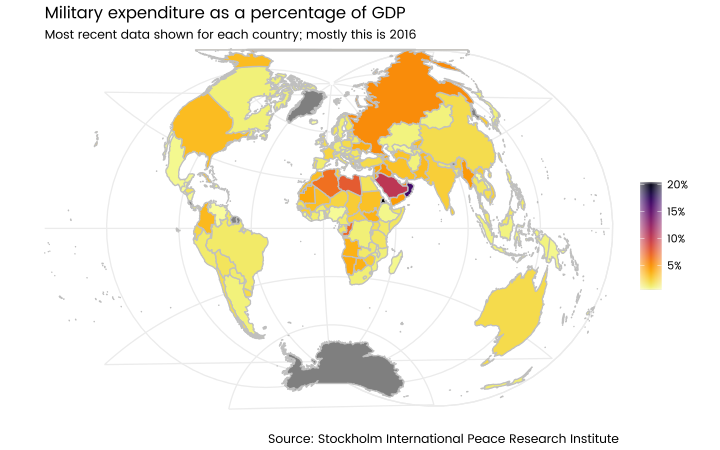 Military expenditure as a percentage of GDP
Most recent data shown for each country; mostly this is 2016
20%
15%
10%
5%
Source: Stockholm International Peace Research Institute